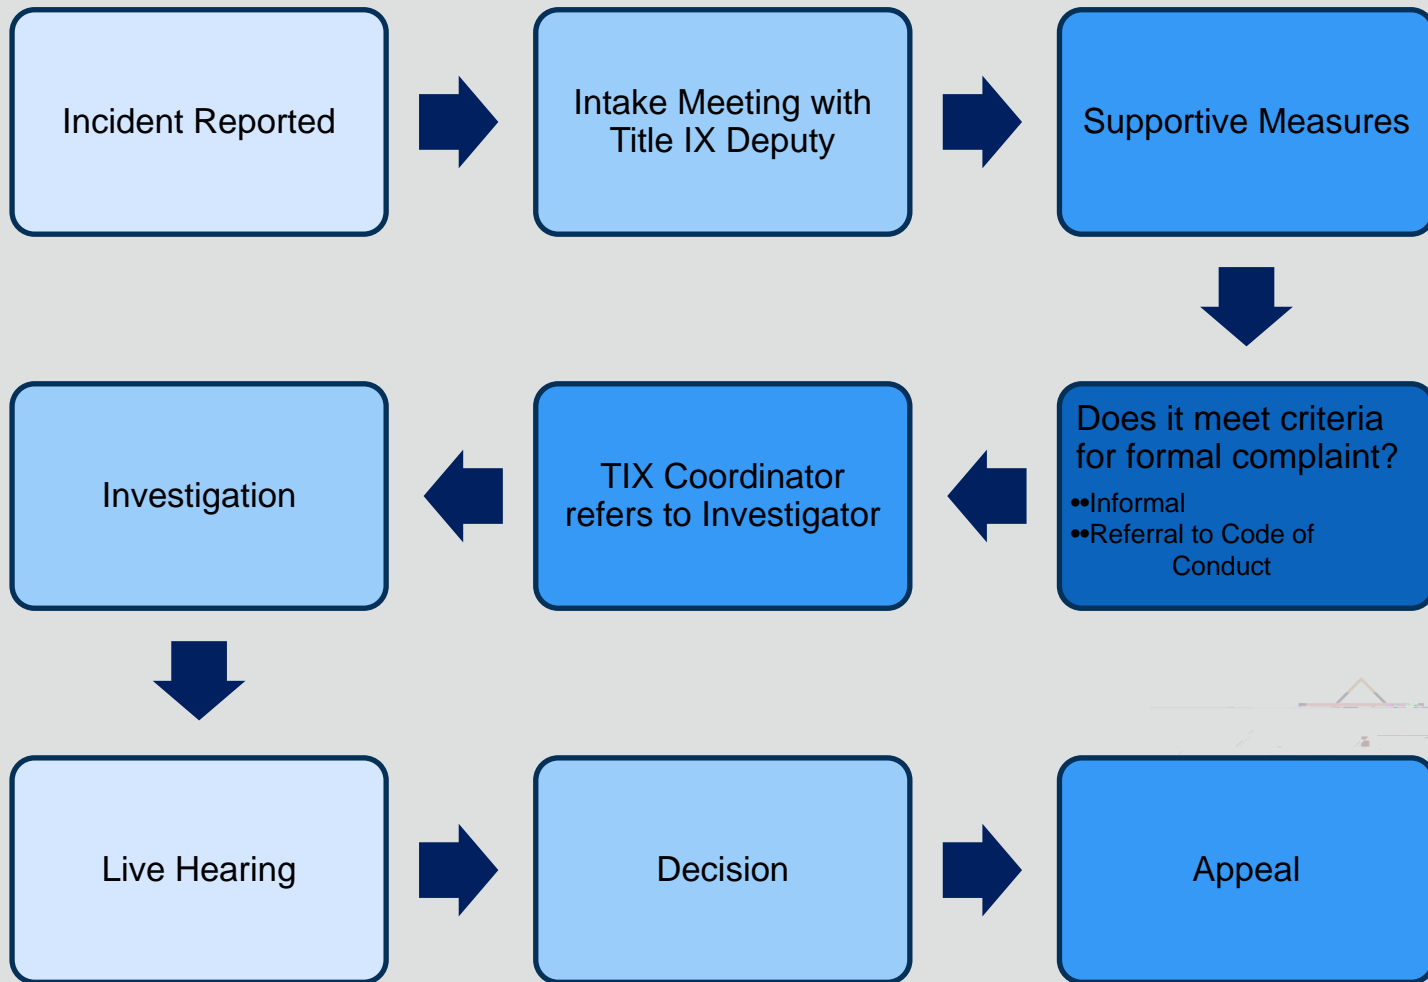 Incident Reported
Intake Meeting with
Title IX Deputy
Supportive Measures
Does it meet criteria
for formal complaint?
••Informal
••Referral to Code of
Conduct
TIX Coordinator
refers to Investigator
Investigation
Live Hearing
Decision
Appeal